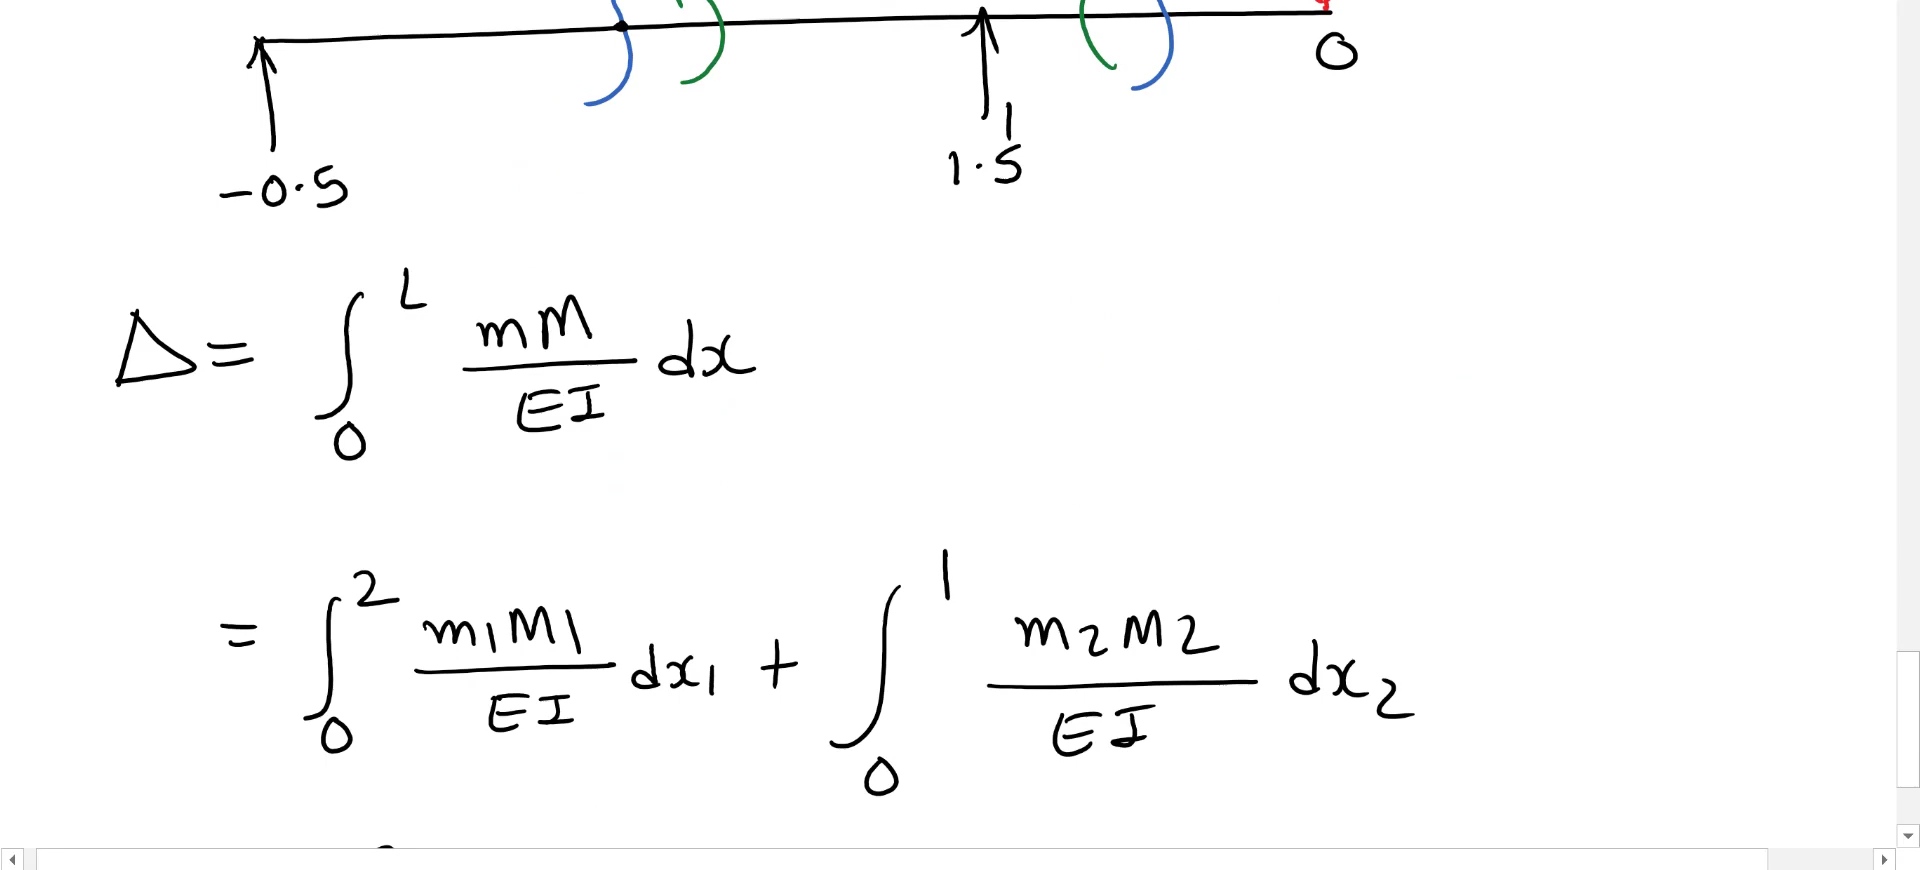 0
1
-0.5 1.5
Δ = ∫₀ᴸ mM/EI dx
= ∫₀² m₁M₁/EI dx₁ + ∫₀¹ m₂M₂/EI dx₂